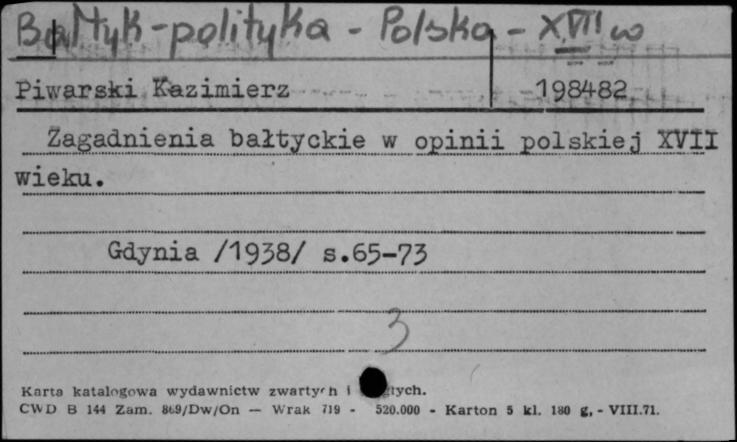 Bałtyk-polityka - Polska - XVII w
Piwarski Kazimierz 198482
Zagadnienia bałtyckie w opinii polskiej XVII
wieku.
Gdynia /1938/ s.65-73
3
Karta katalogowa wydawnictw zwartych i
CWD B 144 Zam. 869/Dw/On — Wrak 719 - 520.000 - Karton 5 kl. 180 g. - VIII.71.